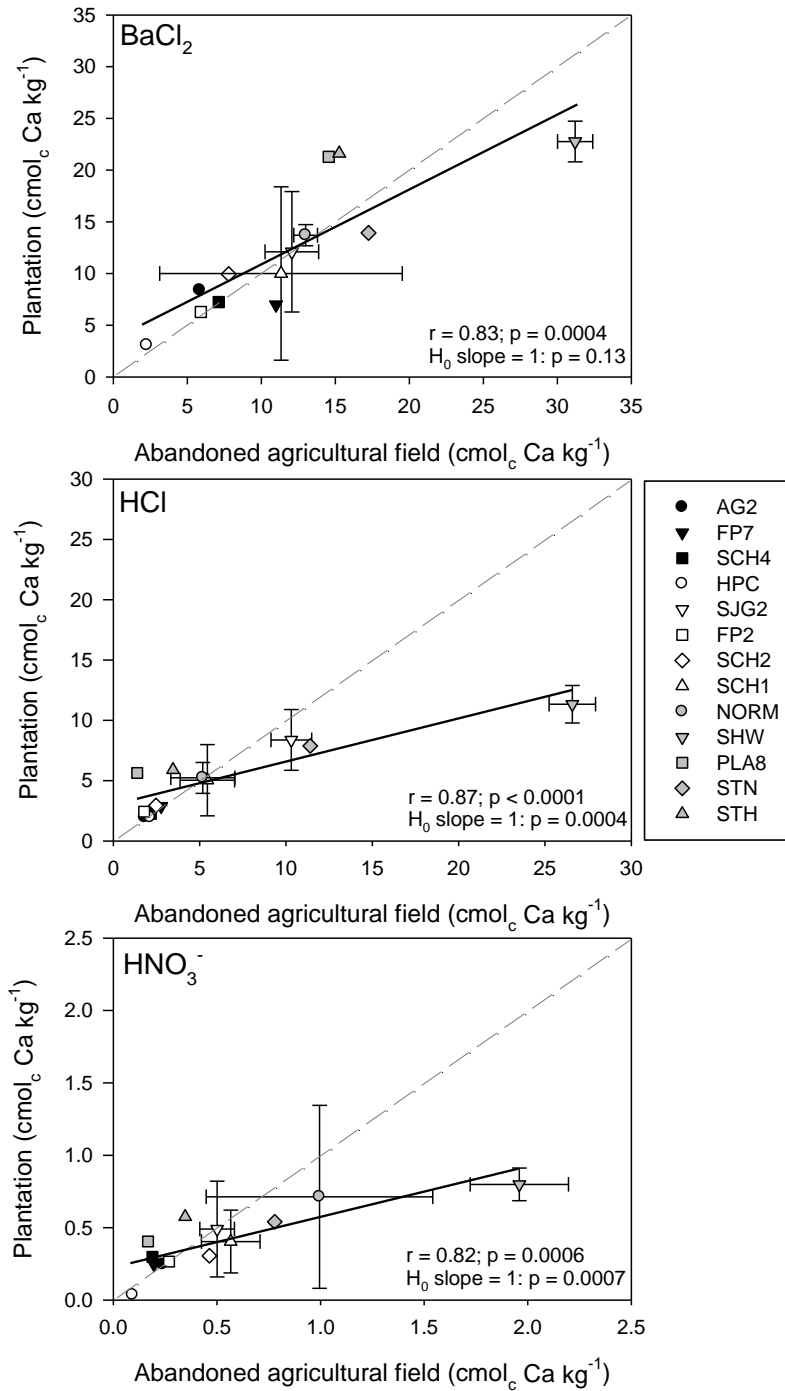 BaCl₂
35
30
25
20
15
10
5
0
Plantation (cmol_c Ca kg⁻¹)
r = 0.83; p = 0.0004
H₀ slope = 1: p = 0.13
0 5 10 15 20 25 30 35
Abandoned agricultural field (cmol_c Ca kg⁻¹)
HCl
30
25
20
15
10
5
0
Plantation (cmol_c Ca kg⁻¹)
r = 0.87; p < 0.0001
H₀ slope = 1: p = 0.0004
0 5 10 15 20 25 30
Abandoned agricultural field (cmol_c Ca kg⁻¹)
AG2
FP7
SCH4
HPC
SJG2
FP2
SCH2
SCH1
NORM
SHW
PLA8
STN
STH
HNO₃⁻
2.5
2.0
1.5
1.0
0.5
0.0
Plantation (cmol_c Ca kg⁻¹)
r = 0.82; p = 0.0006
H₀ slope = 1: p = 0.0007
0.0 0.5 1.0 1.5 2.0 2.5
Abandoned agricultural field (cmol_c Ca kg⁻¹)